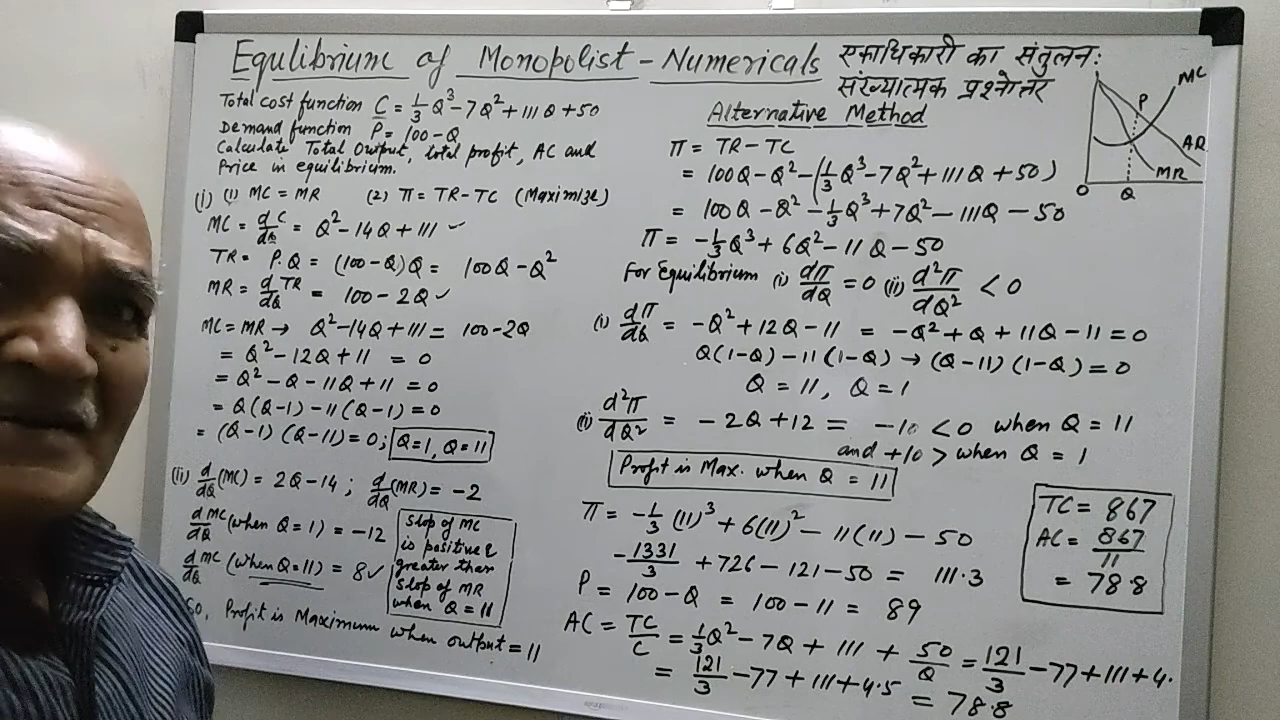 Equlibrium of Monopolist - Numericals एकाधिकारी का संतुलन:
संख्यात्मक प्रश्नोत्तर
Total cost function C = 1/3 Q³ - 7Q² + 111Q + 50
Demand function P = 100 - Q
Calculate Total Output, total profit, AC and
Price in equilibrium.
(i) (1) MC = MR (2) π = TR - TC (Maximize)
MC = d/dQ C = Q² - 14Q + 111 ✓
TR = P.Q = (100 - Q)Q = 100Q - Q²
MR = d/dQ TR = 100 - 2Q ✓
MC = MR → Q² - 14Q + 111 = 100 - 2Q
= Q² - 12Q + 11 = 0
= Q² - Q - 11Q + 11 = 0
= Q(Q-1) - 11(Q-1) = 0
= (Q-1) (Q-11) = 0; Q=1, Q=11
(ii) d/dQ (MC) = 2Q - 14 ; d/dQ (MR) = -2
d/dQ MC (when Q = 1) = -12
d/dQ MC (when Q = 11) = 8 ✓
Slop of MC
is positive &
greater than
Slop of MR
when Q = 11
So, Profit is Maximum when output = 11
Alternative Method
π = TR - TC
= 100Q - Q² - (1/3 Q³ - 7Q² + 111Q + 50)
= 100Q - Q² - 1/3 Q³ + 7Q² - 111Q - 50
π = -1/3 Q³ + 6Q² - 11Q - 50
For Equilibrium (i) dπ/dQ = 0 (ii) d²π/dQ² < 0
(i) dπ/dQ = -Q² + 12Q - 11 = -Q² + Q + 11Q - 11 = 0
Q(1-Q) - 11(1-Q) → (Q-11) (1-Q) = 0
Q = 11, Q = 1
(ii) d²π/dQ² = -2Q + 12 = -10 < 0 when Q = 11
and +10 > when Q = 1
Profit is Max. when Q = 11
π = -1/3 (11)³ + 6(11)² - 11(11) - 50
-1331/3 + 726 - 121 - 50 = 111.3
P = 100 - Q = 100 - 11 = 89
AC = TC/C = 1/3 Q² - 7Q + 111 + 50/Q = 121/3 - 77 + 111 + 4.
= 121/3 - 77 + 111 + 4.5
= 78.8
TC = 867
AC = 867/11
= 78.8
MC
P
AR
MR
O
Q